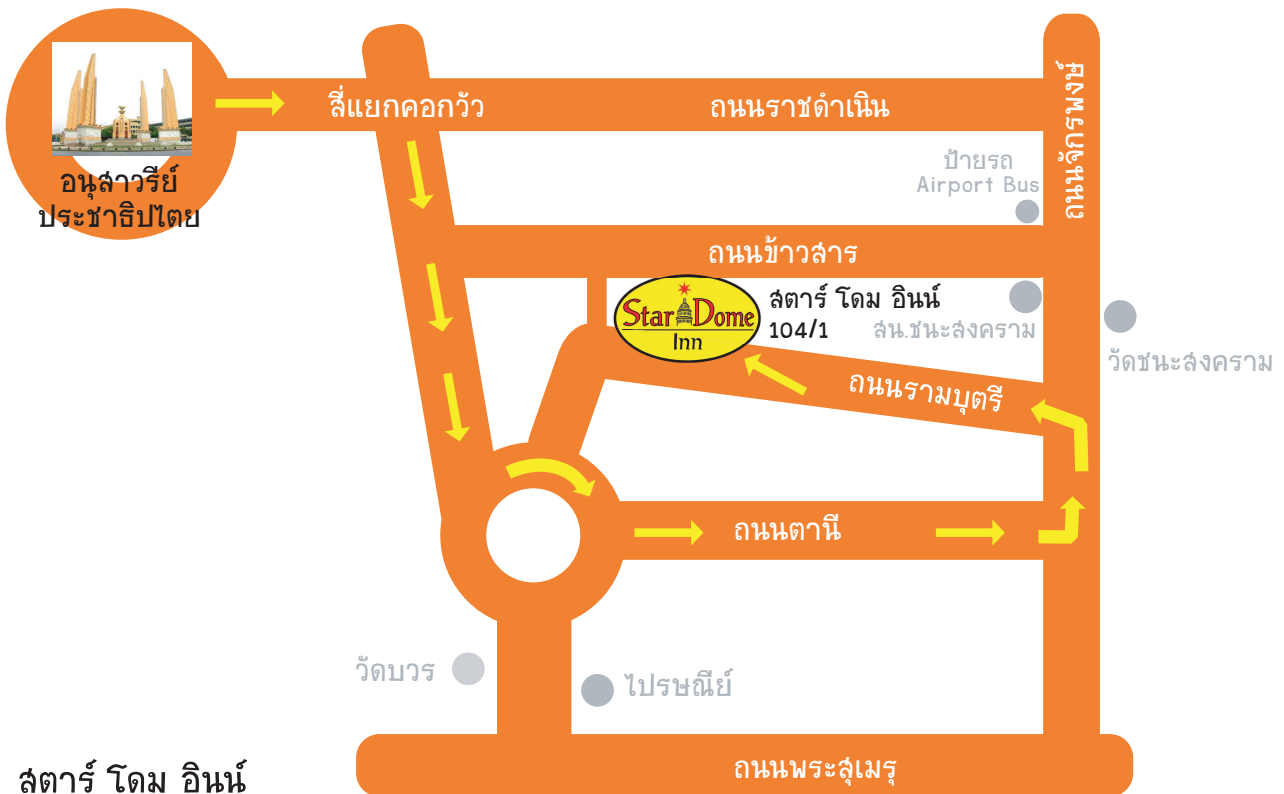 สี่แยกคอกวัว
ถนนราชดำเนิน
ถนนจักรพงษ์
อนุสาวรีย์
ประชาธิปไตย
ป้ายรถ
Airport Bus
ถนนข้าวสาร
Star Dome
Inn
สตาร์ โดม อินน์
104/1
สน.ชนะสงคราม
วัดชนะสงคราม
ถนนรามบุตรี
ถนนตานี
วัดบวร
ไปรษณีย์
ถนนพระสุเมรุ
สตาร์ โดม อินน์